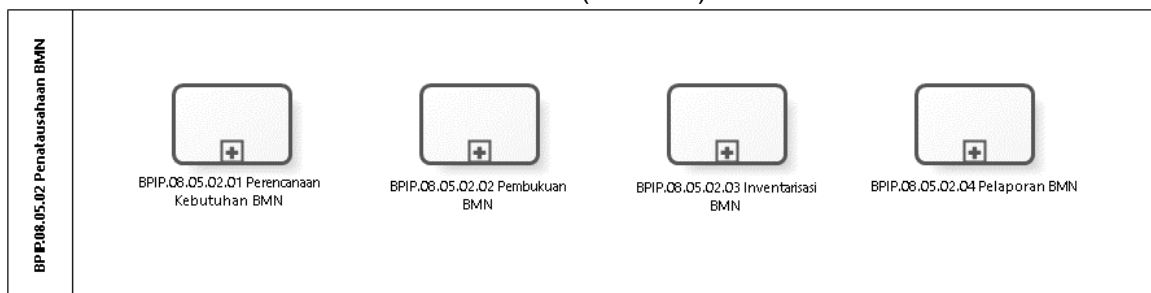 BPIP.08.05.02 Penatausahaan BMN
BPIP.08.05.02.01 Perencanaan
Kebutuhan BMN
BPIP.08.05.02.02 Pembukuan
BMN
BPIP.08.05.02.03 Inventarisasi
BMN
BPIP.08.05.02.04 Pelaporan BMN